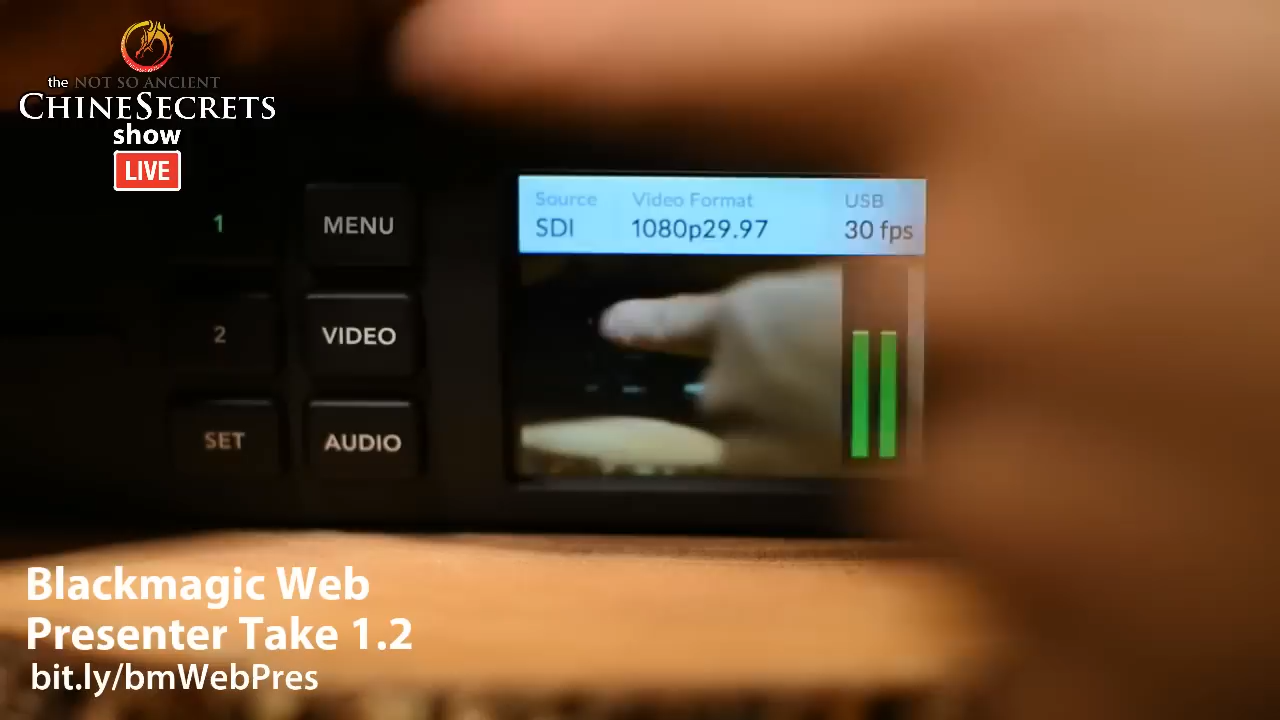 the NOT SO ANCIENT
CHINESECRETS
show
LIVE
1
MENU
2
VIDEO
SET
AUDIO
Source
Video Format
USB
SDI
1080p29.97
30 fps
Blackmagic Web
Presenter Take 1.2
bit.ly/bmWebPres